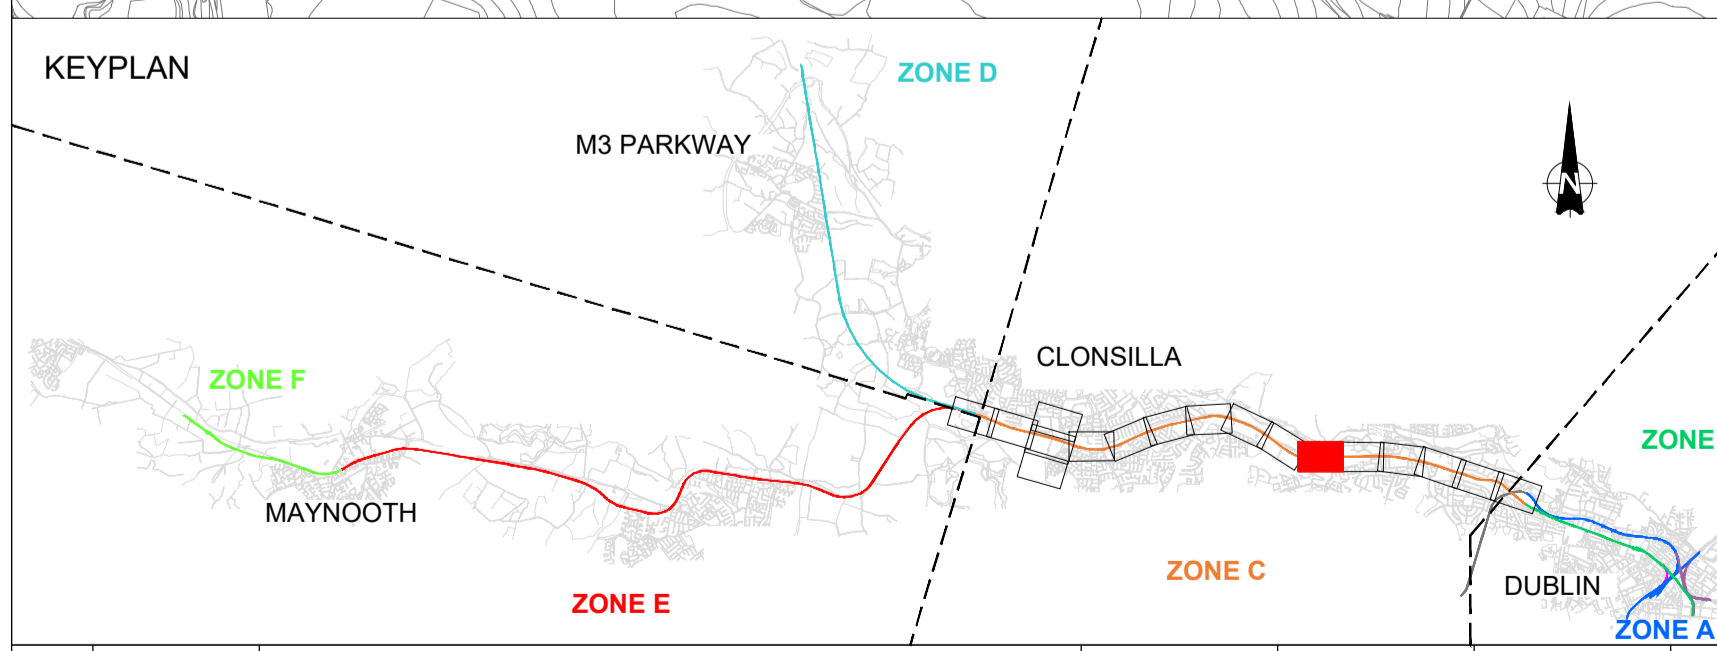 KEYPLAN
ZONE D
M3 PARKWAY
N
CLONSILLA
ZONE F
ZONE
MAYNOOTH
ZONE C
DUBLIN
ZONE E
ZONE A